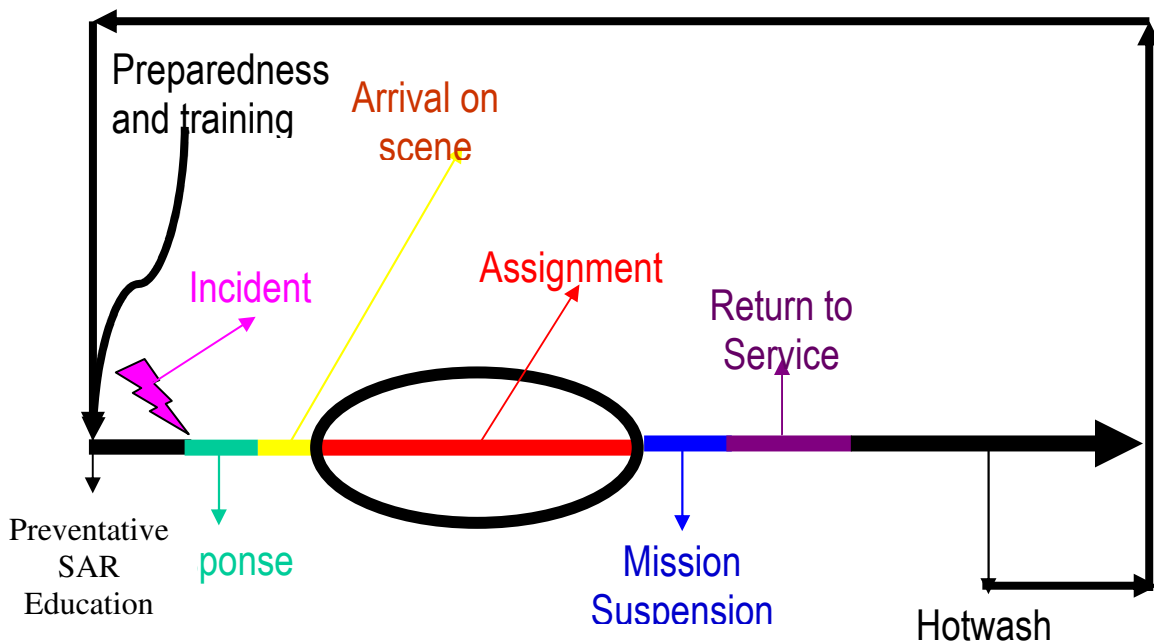 Preparedness
and training
Arrival on
scene
Incident
Assignment
Return to
Service
Preventative
SAR
Education
ponse
Mission
Suspension
Hotwash